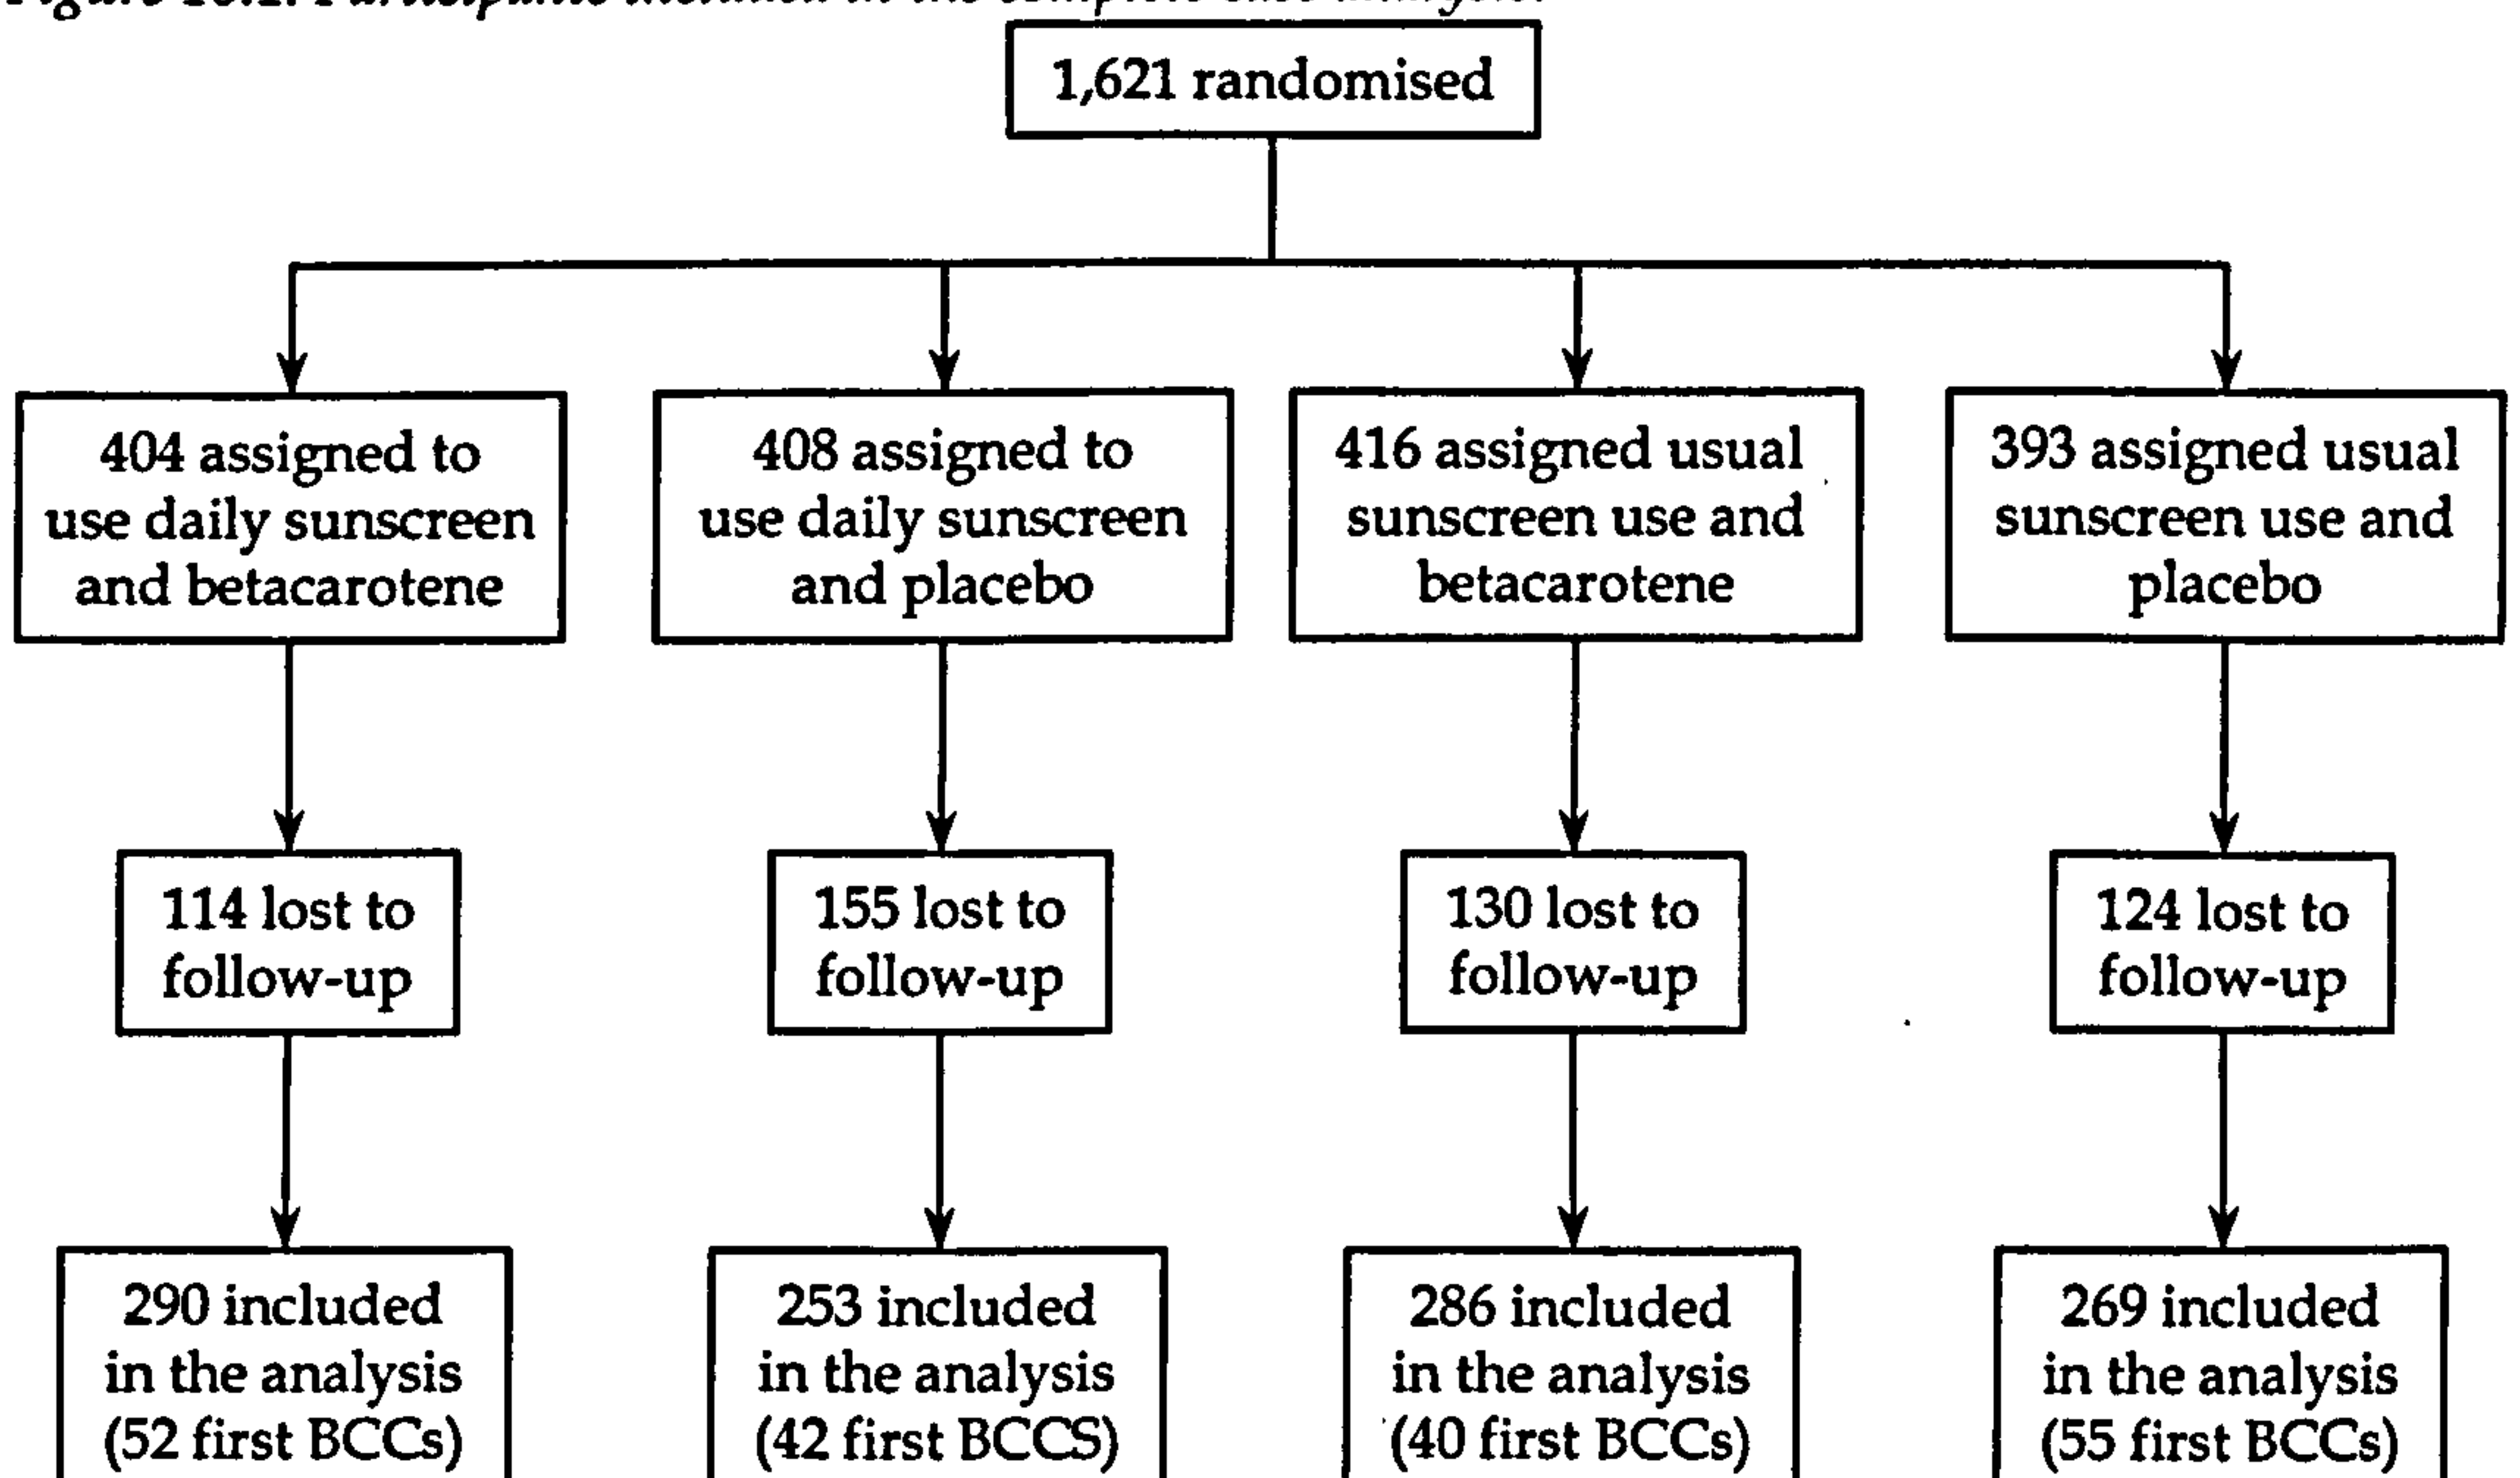 1,621 randomised
404 assigned to
use daily sunscreen
and betacarotene
408 assigned to
use daily sunscreen
and placebo
416 assigned usual
sunscreen use and
betacarotene
393 assigned usual
sunscreen use and
placebo
114 lost to
follow-up
155 lost to
follow-up
130 lost to
follow-up
124 lost to
follow-up
290 included
in the analysis
(52 first BCCs)
253 included
in the analysis
(42 first BCCS)
286 included
in the analysis
(40 first BCCs)
269 included
in the analysis
(55 first BCCs)